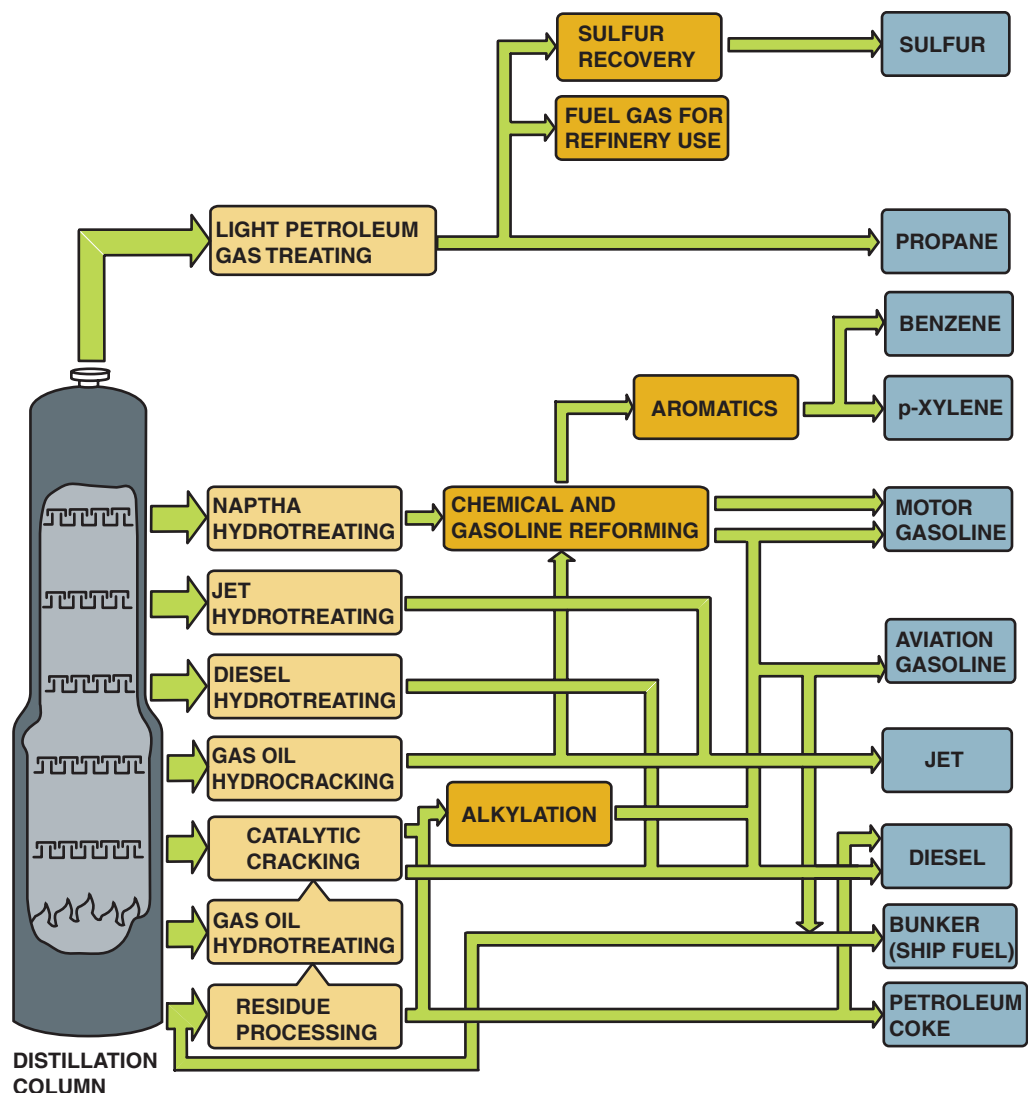 SULFUR
RECOVERY
SULFUR
FUEL GAS FOR
REFINERY USE
LIGHT PETROLEUM
GAS TREATING
PROPANE
BENZENE
AROMATICS
p-XYLENE
NAPTHA
HYDROTREATING
CHEMICAL AND
GASOLINE REFORMING
MOTOR
GASOLINE
JET
HYDROTREATING
AVIATION
GASOLINE
DIESEL
HYDROTREATING
GAS OIL
HYDROCRACKING
JET
ALKYLATION
CATALYTIC
CRACKING
DIESEL
GAS OIL
HYDROTREATING
BUNKER
(SHIP FUEL)
RESIDUE
PROCESSING
PETROLEUM
COKE
DISTILLATION
COLUMN